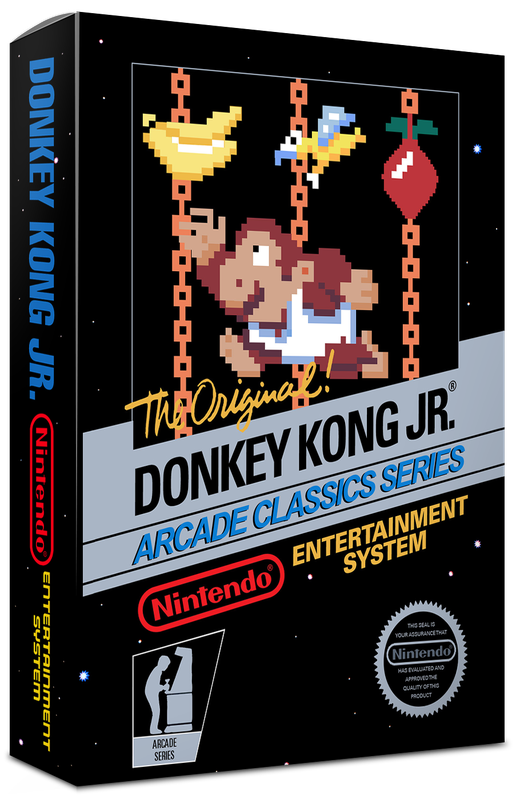 DONKEY KONG JR.
Nintendo®
ENTERTAINMENT
SYSTEM
The Original!
DONKEY KONG JR.®
ARCADE CLASSICS SERIES
Nintendo®
ENTERTAINMENT
SYSTEM
ARCADE
SERIES
THIS SEAL IS
YOUR ASSURANCE THAT
Nintendo
HAS EVALUATED AND
APPROVED THE
QUALITY OF THIS
PRODUCT